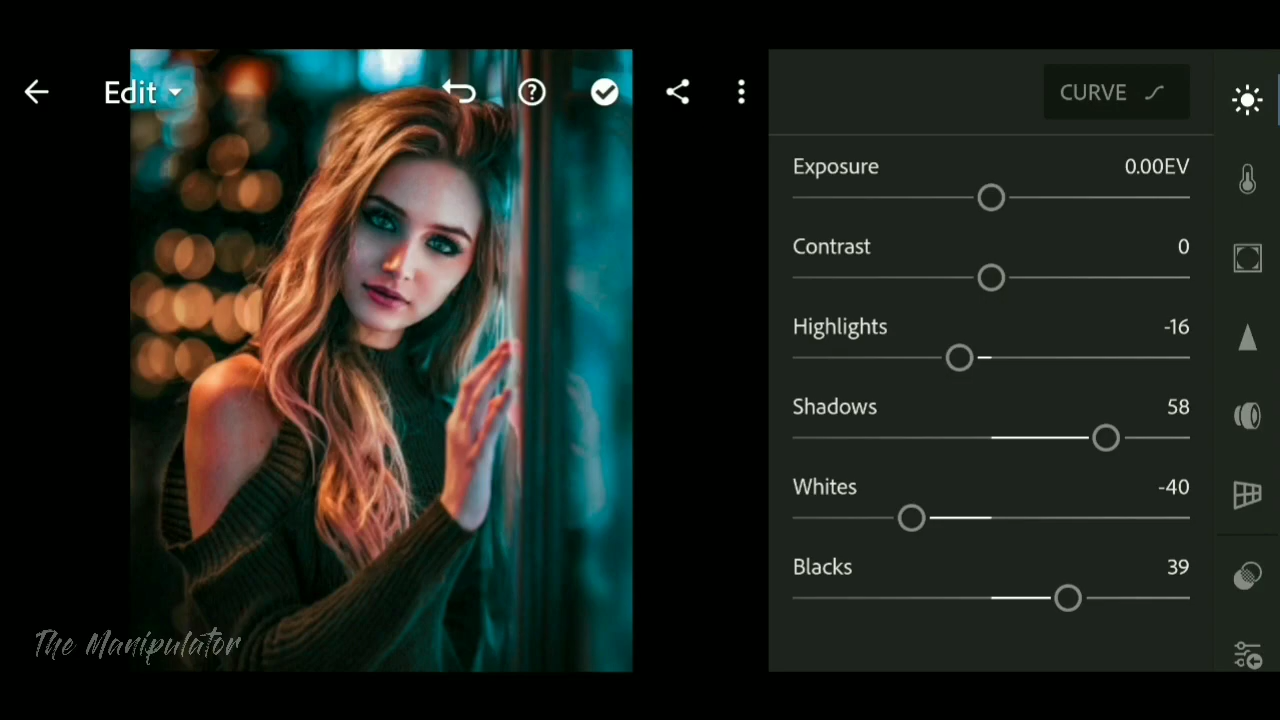 Edit
CURVE
Exposure 0.00EV
Contrast 0
Highlights -16
Shadows 58
Whites -40
Blacks 39
The Manipulator